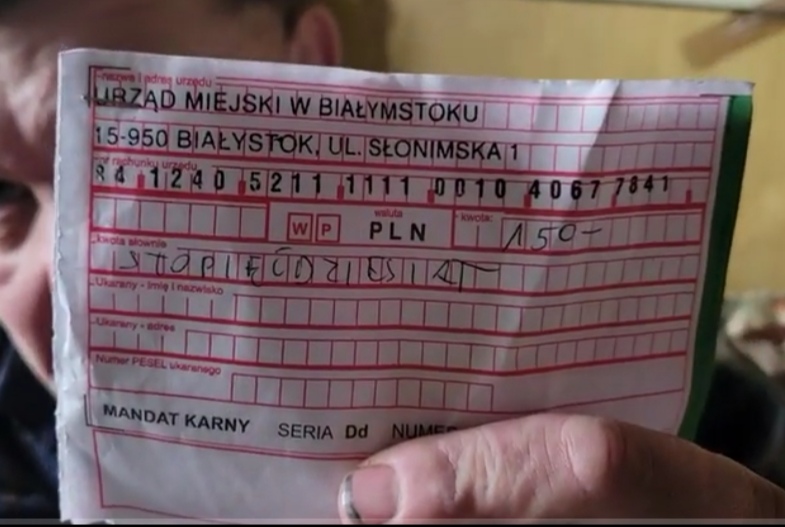 nazwa i adres urzędu
URZĄD MIEJSKI W BIAŁYMSTOKU
15-950 BIAŁYSTOK, UL. SŁONIMSKA 1
nr rachunku urzędu
84 1240 5211 1111 0010 4067 7841
W P waluta PLN kwota: 150-
kwota słownie
STOPIĘĆDZIESIĄT
Ukarany - imię i nazwisko
Ukarany - adres
Numer PESEL ukaranego
MANDAT KARNY SERIA Dd NUMER